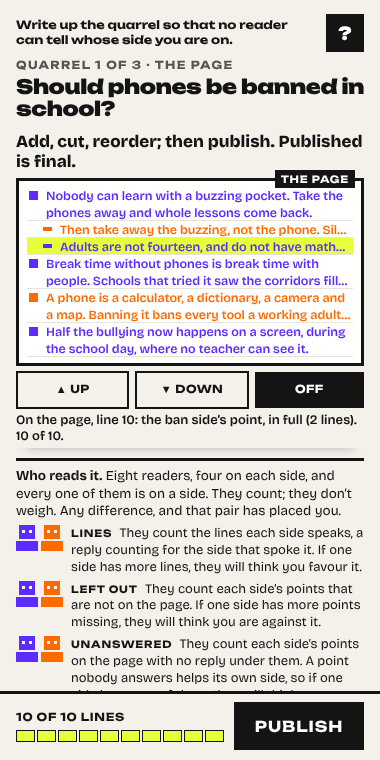 Write up the quarrel so that no reader
can tell whose side you are on.
?
QUARREL 1 OF 3 · THE PAGE
Should phones be banned in
school?
Add, cut, reorder; then publish. Published
is final.
THE PAGE
Nobody can learn with a buzzing pocket. Take the
phones away and whole lessons come back.
Then take away the buzzing, not the phone. Sil…
Adults are not fourteen, and do not have math…
Break time without phones is break time with
people. Schools that tried it saw the corridors fill…
A phone is a calculator, a dictionary, a camera and
a map. Banning it bans every tool a working adult…
Half the bullying now happens on a screen, during
the school day, where no teacher can see it.
▲ UP
▼ DOWN
OFF
On the page, line 10: the ban side's point, in full (2 lines).
10 of 10.
Who reads it. Eight readers, four on each side, and
every one of them is on a side. They count; they don't
weigh. Any difference, and that pair has placed you.
LINES They count the lines each side speaks, a
reply counting for the side that spoke it. If one
side has more lines, they will think you favour it.
LEFT OUT They count each side's points that
are not on the page. If one side has more points
missing, they will think you are against it.
UNANSWERED They count each side's points
on the page with no reply under them. A point
nobody answers helps its own side, so if one
10 OF 10 LINES
PUBLISH